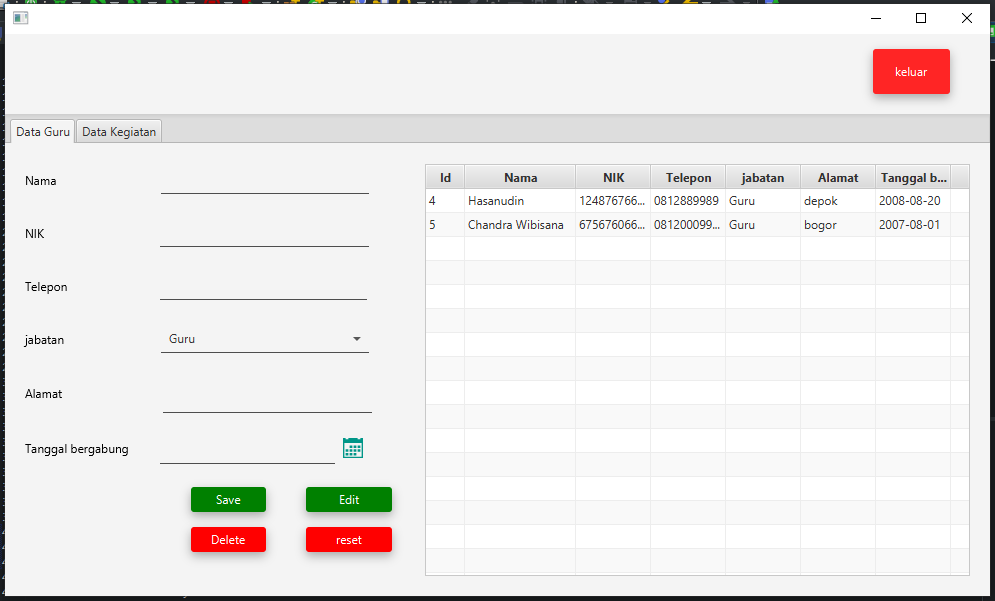 keluar
Data Guru Data Kegiatan
Nama
NIK
Telepon
jabatan Guru
Alamat
Tanggal bergabung
Save Edit
Delete reset
Id Nama NIK Telepon jabatan Alamat Tanggal b...
4 Hasanudin 124876766... 0812889989 Guru depok 2008-08-20
5 Chandra Wibisana 675676066... 081200099... Guru bogor 2007-08-01